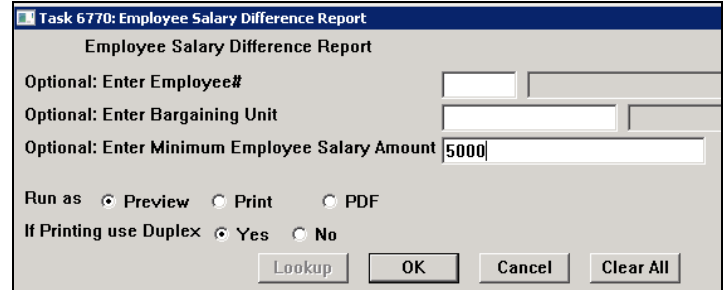 Task 6770: Employee Salary Difference Report
Employee Salary Difference Report
Optional: Enter Employee#
Optional: Enter Bargaining Unit
Optional: Enter Minimum Employee Salary Amount 5000
Run as Preview Print PDF
If Printing use Duplex Yes No
Lookup OK Cancel Clear All